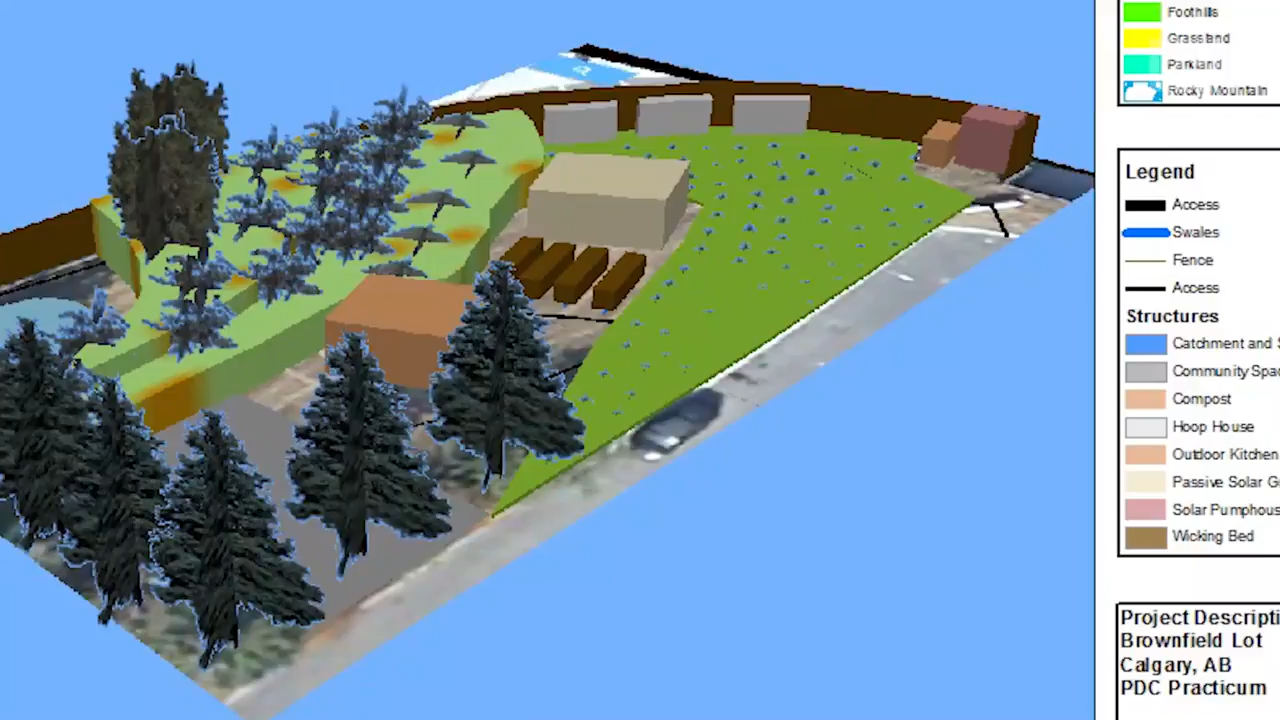 Foothills
Grassland
Parkland
Rocky Mountain
Legend
Access
Swales
Fence
Access
Structures
Catchment and S
Community Spac
Compost
Hoop House
Outdoor Kitchen
Passive Solar G
Solar Pumphous
Wicking Bed
Project Descripti
Brownfield Lot
Calgary, AB
PDC Practicum